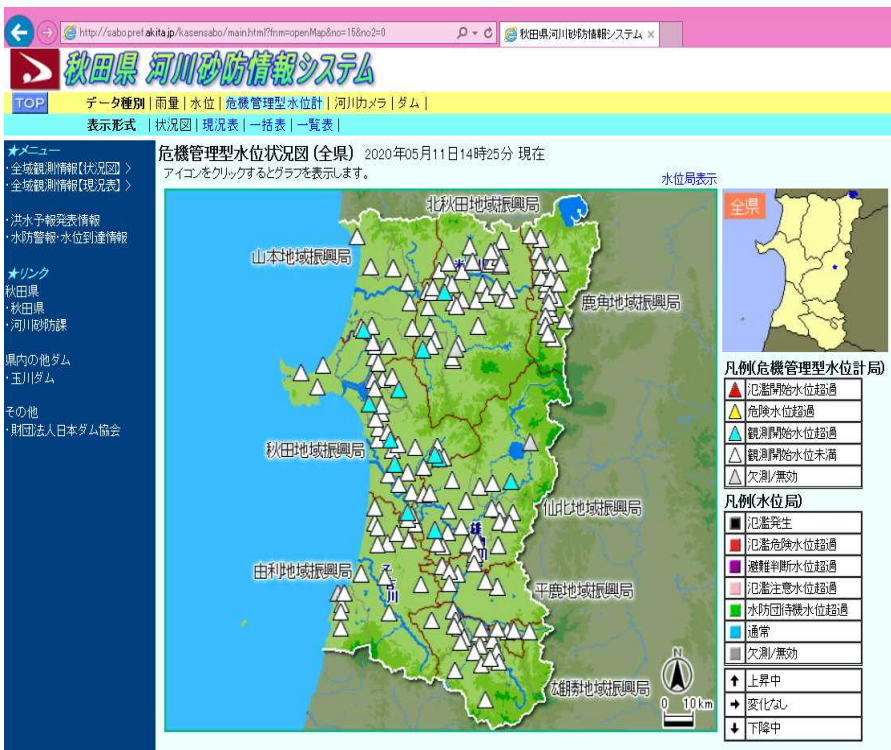 http://sabo.pref.akita.jp/kasensabo/main.html?fnm=openMap&no=15&no2=0
秋田県河川砂防情報システム ×
秋田県 河川砂防情報システム
TOP データ種別 | 雨量 | 水位 | 危機管理型水位計 | 河川カメラ | ダム |
表示形式 | 状況図 | 現況表 | 一括表 | 一覧表 |
★メニュー
・全域観測情報【状況図】 〉
・全域観測情報【現況表】 〉
・洪水予報発表情報
・水防警報・水位到達情報
★リンク
秋田県
・秋田県
・河川砂防課
県内の他ダム
・玉川ダム
その他
・財団法人日本ダム協会
危機管理型水位状況図 (全県) 2020年05月11日14時25分 現在
アイコンをクリックするとグラフを表示します。
水位局表示
北秋田地域振興局
山本地域振興局
米
鹿角地域振興局
秋田地域振興局
仙北地域振興局
雄
由利地域振興局
子吉川
平鹿地域振興局
雄勝地域振興局
N
0 10km
全県
凡例(危機管理型水位計局)
氾濫開始水位超過
危険水位超過
観測開始水位超過
観測開始水位未満
欠測/無効
凡例(水位局)
氾濫発生
氾濫危険水位超過
避難判断水位超過
氾濫注意水位超過
水防団待機水位超過
通常
欠測/無効
↑ 上昇中
→ 変化なし
↓ 下降中